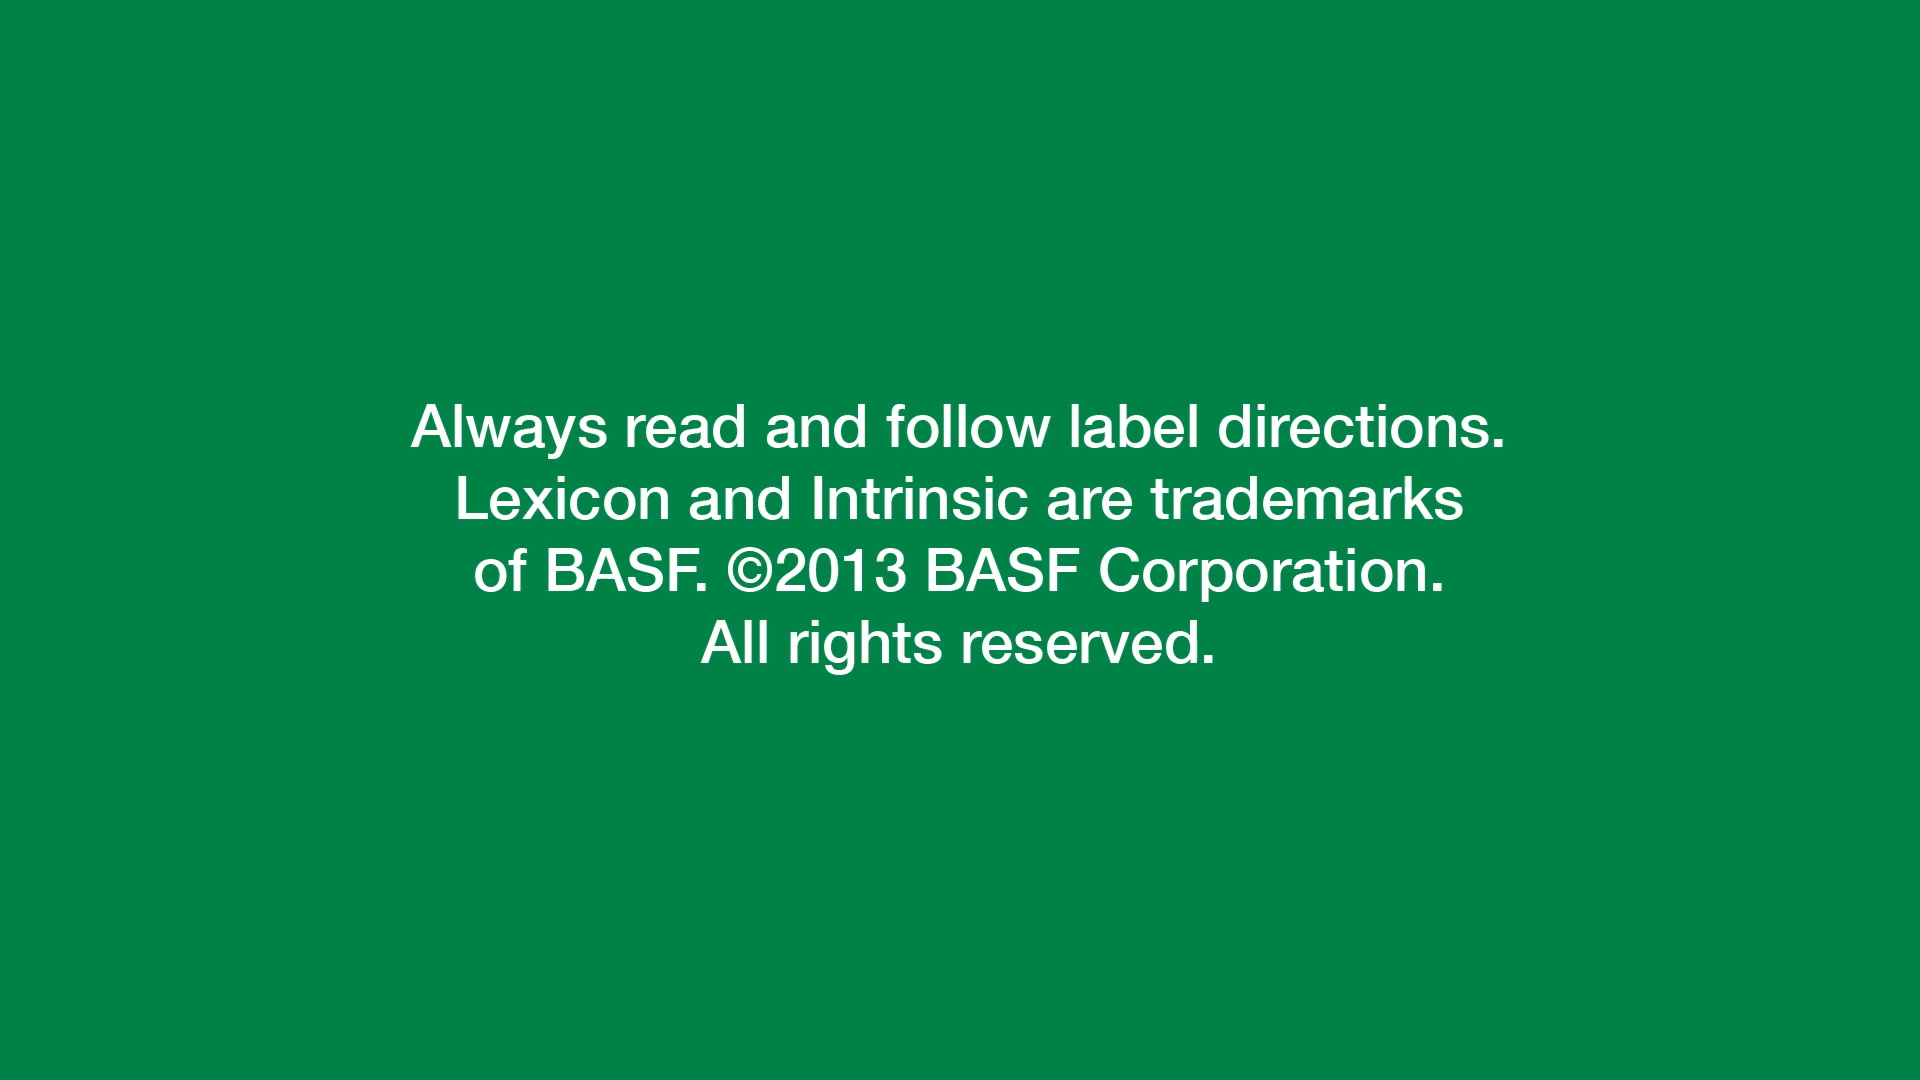 Always read and follow label directions.
Lexicon and Intrinsic are trademarks
of BASF. ©2013 BASF Corporation.
All rights reserved.